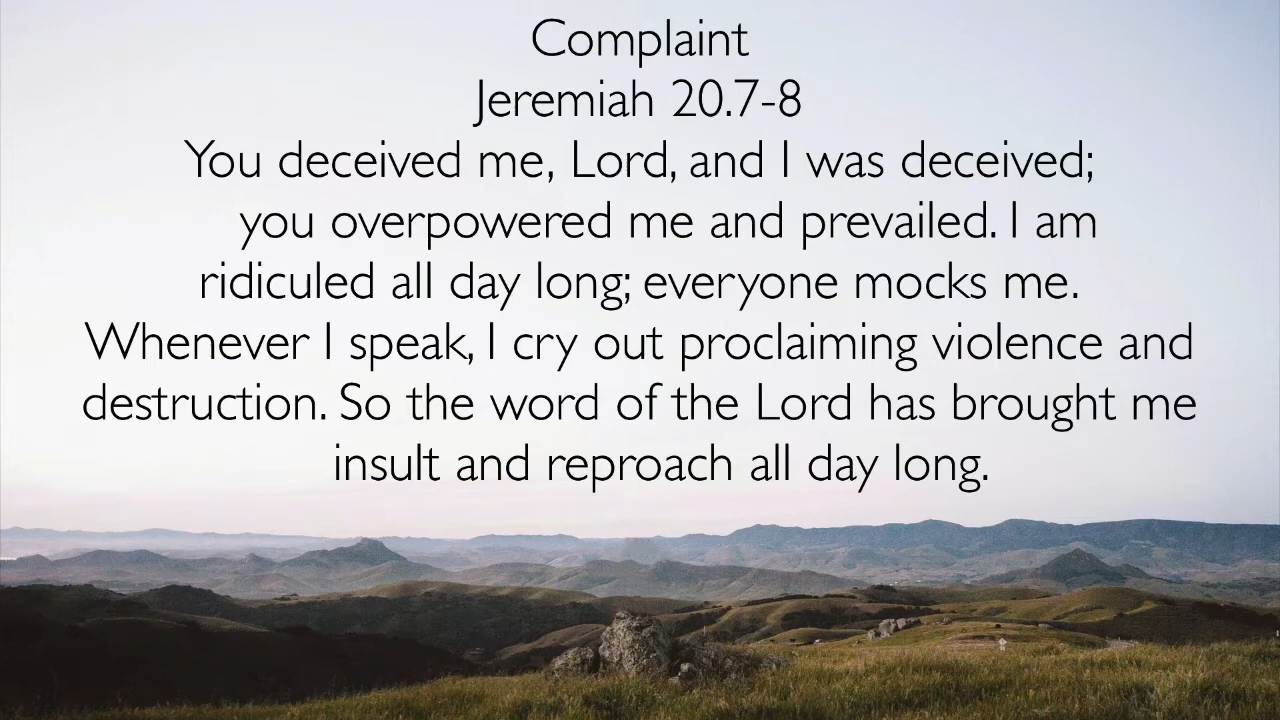 Complaint
Jeremiah 20.7-8
You deceived me, Lord, and I was deceived;
you overpowered me and prevailed. I am
ridiculed all day long; everyone mocks me.
Whenever I speak, I cry out proclaiming violence and
destruction. So the word of the Lord has brought me
insult and reproach all day long.